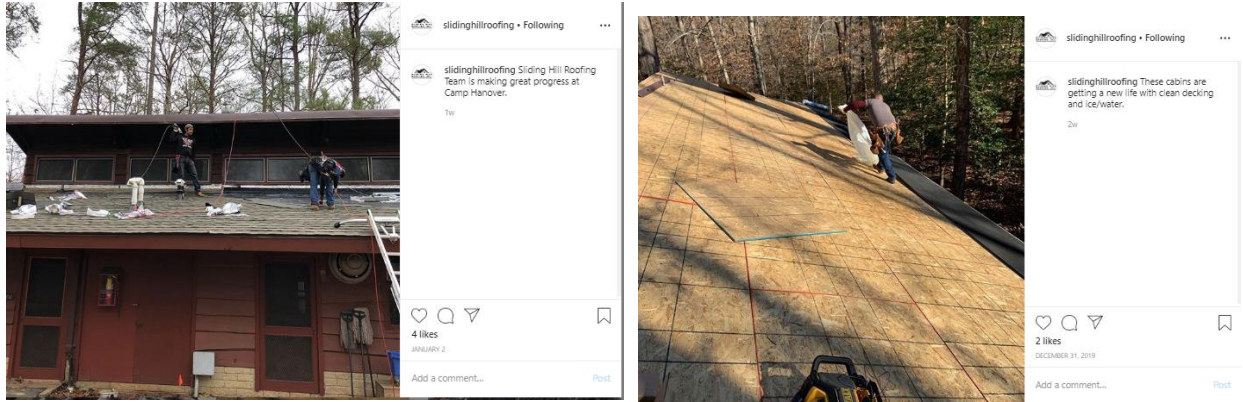 slidinghillroofing • Following
slidinghillroofing Sliding Hill Roofing
Team is making great progress at
Camp Hanover.
1w
4 likes
JANUARY 2
Add a comment...
Post
slidinghillroofing • Following
slidinghillroofing These cabins are
getting a new life with clean decking
and ice/water.
2w
2 likes
DECEMBER 31, 2019
Add a comment...
Post